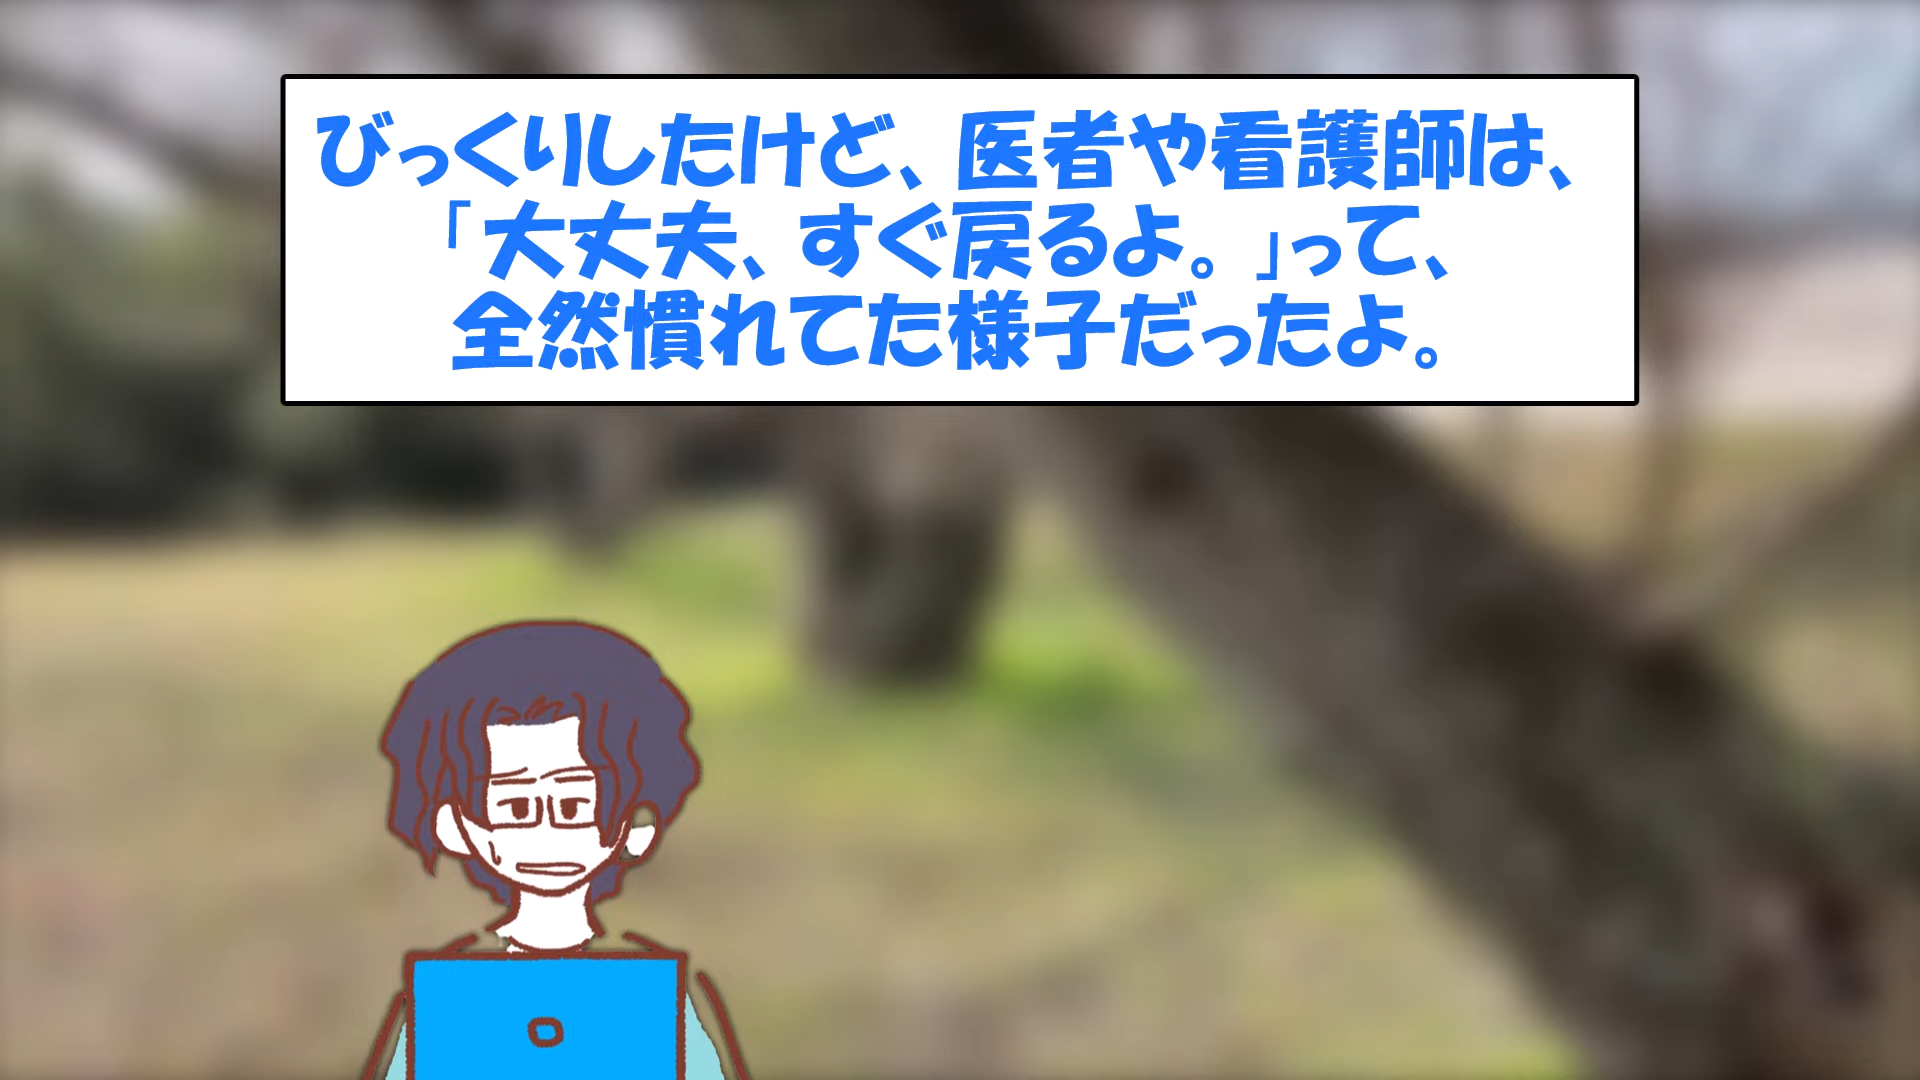 びっくりしたけど、医者や看護師は、
「大丈夫、すぐ戻るよ。」って、
全然慣れてた様子だったよ。